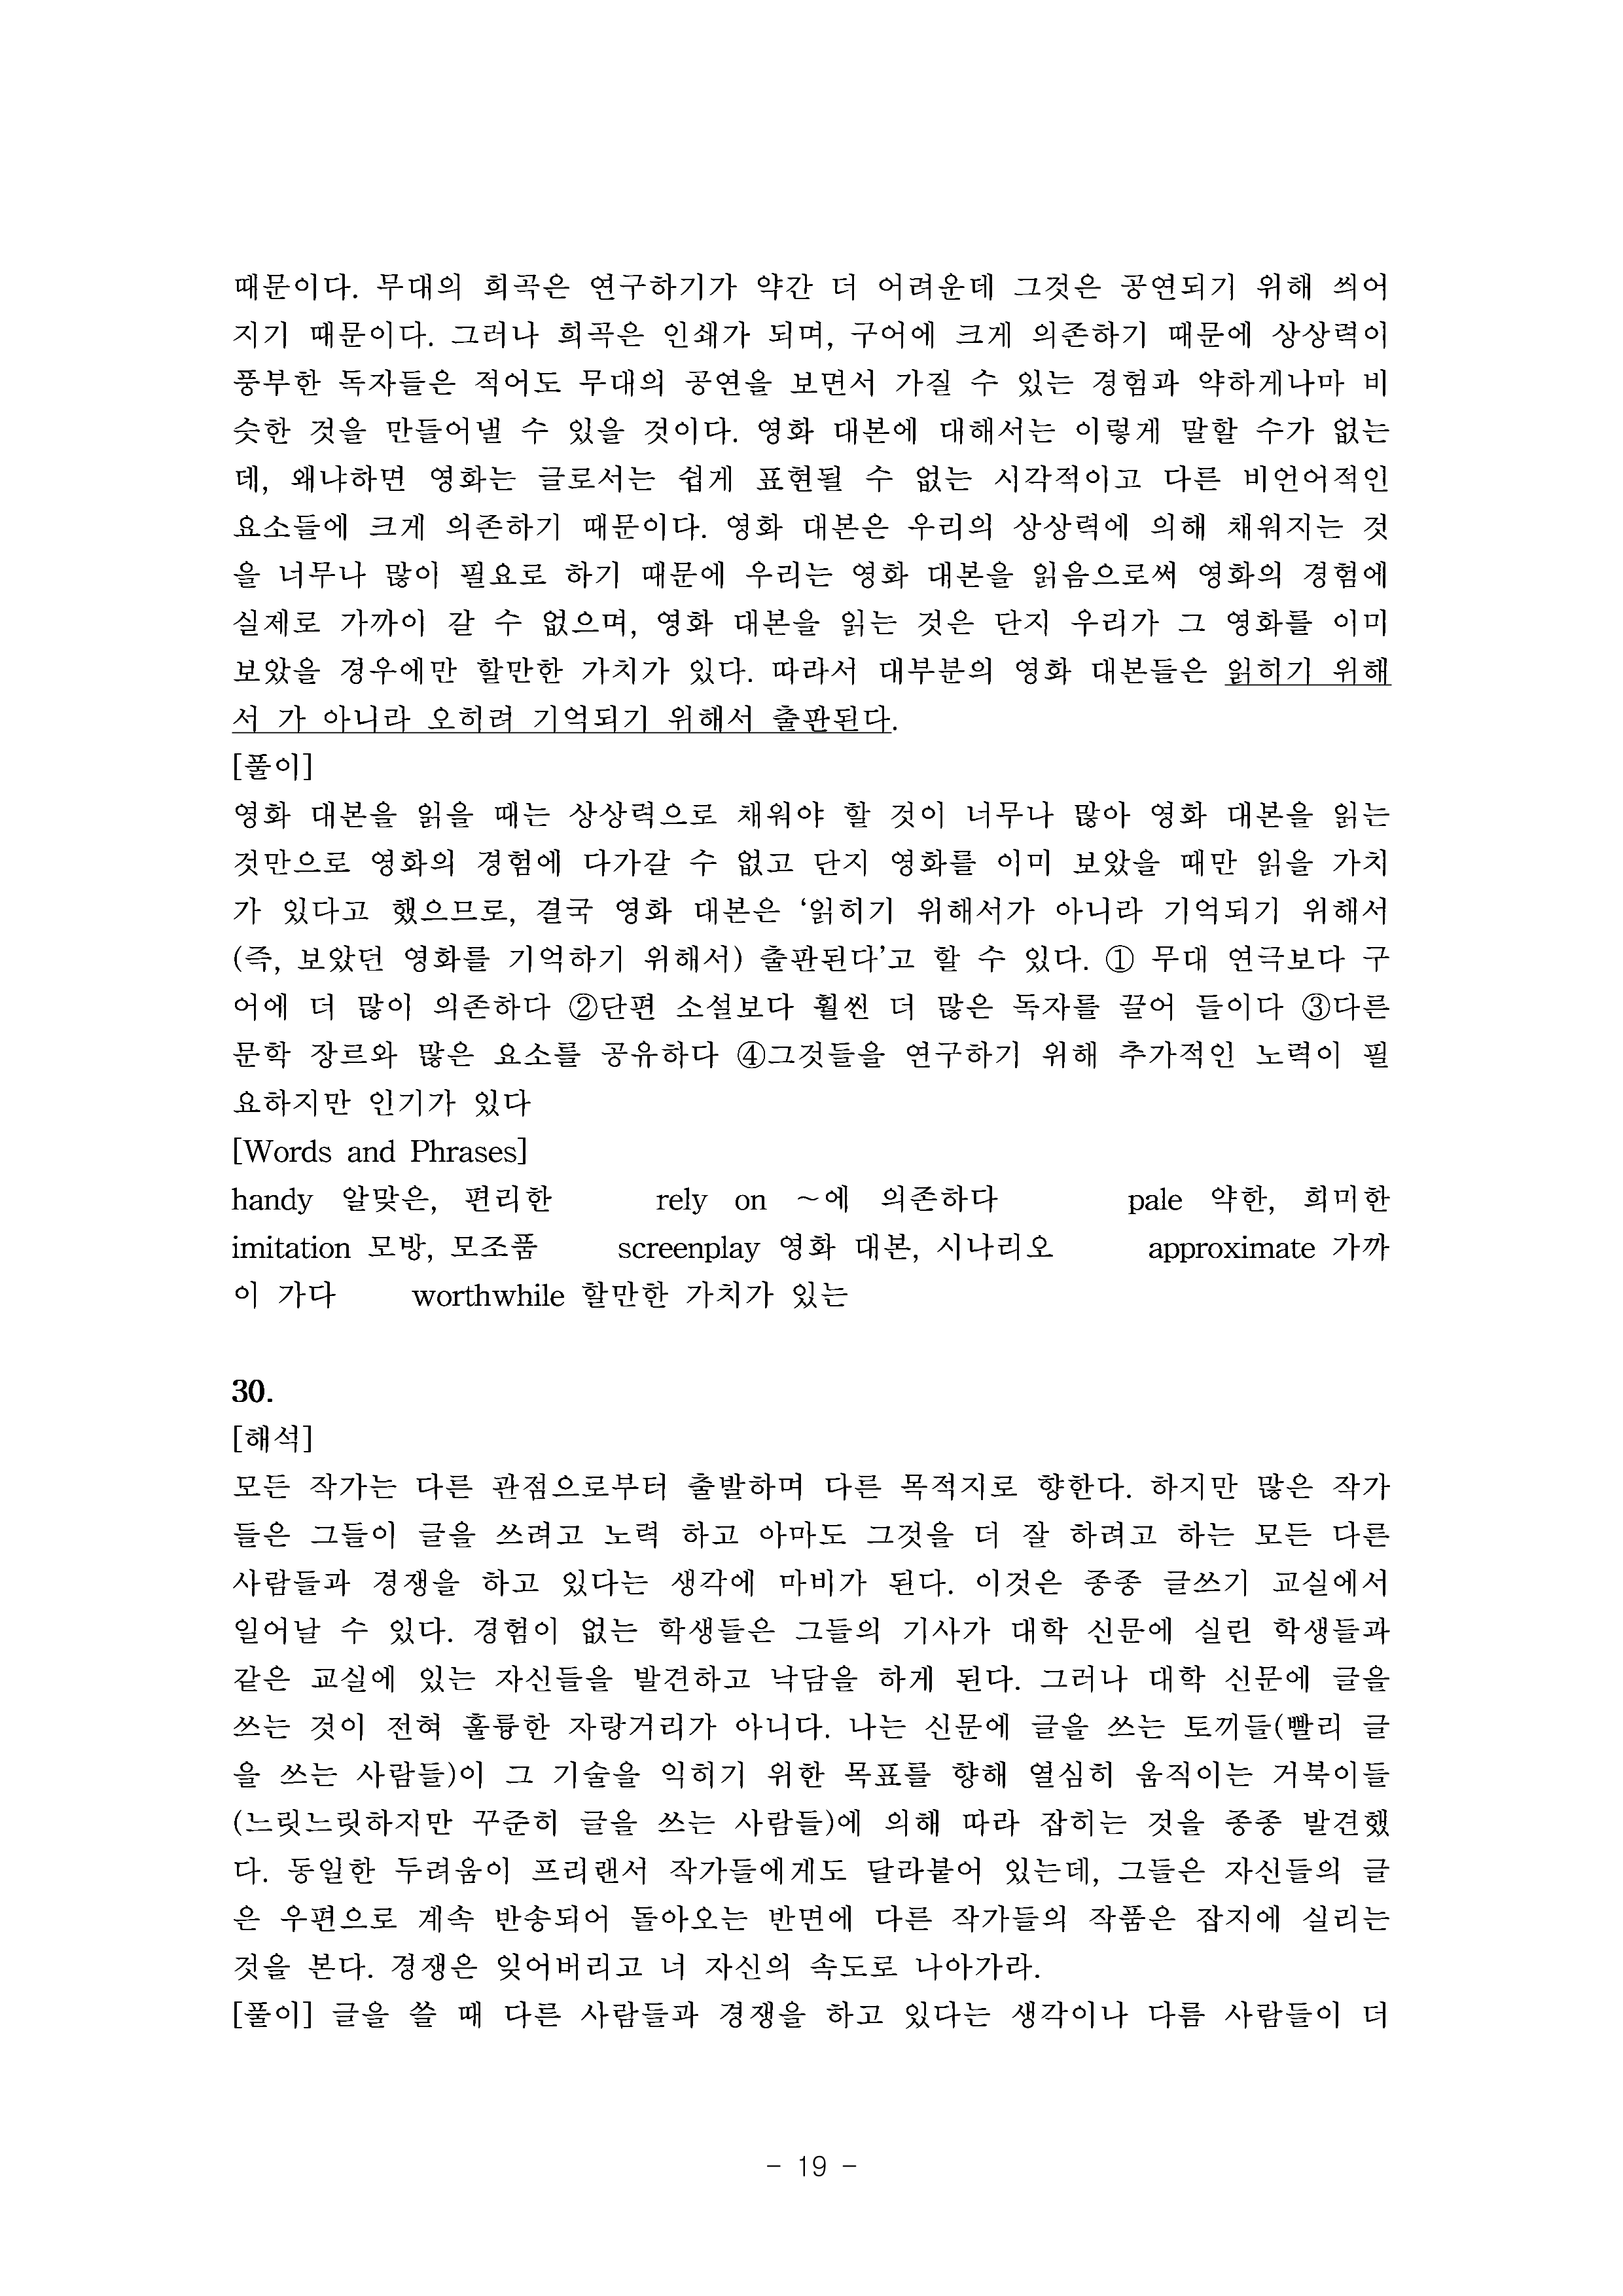 때문이다. 무대의 희곡은 연구하기가 약간 더 어려운데 그것은 공연되기 위해 씌어
지기 때문이다. 그러나 희곡은 인쇄가 되며, 구어에 크게 의존하기 때문에 상상력이
풍부한 독자들은 적어도 무대의 공연을 보면서 가질 수 있는 경험과 약하게나마 비
슷한 것을 만들어낼 수 있을 것이다. 영화 대본에 대해서는 이렇게 말할 수가 없는
데, 왜냐하면 영화는 글로서는 쉽게 표현될 수 없는 시각적이고 다른 비언어적인
요소들에 크게 의존하기 때문이다. 영화 대본은 우리의 상상력에 의해 채워지는 것
을 너무나 많이 필요로 하기 때문에 우리는 영화 대본을 읽음으로써 영화의 경험에
실제로 가까이 갈 수 없으며, 영화 대본을 읽는 것은 단지 우리가 그 영화를 이미
보았을 경우에만 할만한 가치가 있다. 따라서 대부분의 영화 대본들은 읽히기 위해
서 가 아니라 오히려 기억되기 위해서 출판된다.
[풀이]
영화 대본을 읽을 때는 상상력으로 채워야 할 것이 너무나 많아 영화 대본을 읽는
것만으로 영화의 경험에 다가갈 수 없고 단지 영화를 이미 보았을 때만 읽을 가치
가 있다고 했으므로, 결국 영화 대본은 ‘읽히기 위해서가 아니라 기억되기 위해서
(즉, 보았던 영화를 기억하기 위해서) 출판된다’고 할 수 있다. ① 무대 연극보다 구
어에 더 많이 의존하다 ②단편 소설보다 훨씬 더 많은 독자를 끌어 들이다 ③다른
문학 장르와 많은 요소를 공유하다 ④그것들을 연구하기 위해 추가적인 노력이 필
요하지만 인기가 있다
[Words and Phrases]
handy 알맞은, 편리한 rely on ～에 의존하다 pale 약한, 희미한
imitation 모방, 모조품 screenplay 영화 대본, 시나리오 approximate 가까
이 가다 worthwhile 할만한 가치가 있는
30.
[해석]
모든 작가는 다른 관점으로부터 출발하며 다른 목적지로 향한다. 하지만 많은 작가
들은 그들이 글을 쓰려고 노력 하고 아마도 그것을 더 잘 하려고 하는 모든 다른
사람들과 경쟁을 하고 있다는 생각에 마비가 된다. 이것은 종종 글쓰기 교실에서
일어날 수 있다. 경험이 없는 학생들은 그들의 기사가 대학 신문에 실린 학생들과
같은 교실에 있는 자신들을 발견하고 낙담을 하게 된다. 그러나 대학 신문에 글을
쓰는 것이 전혀 훌륭한 자랑거리가 아니다. 나는 신문에 글을 쓰는 토끼들(빨리 글
을 쓰는 사람들)이 그 기술을 익히기 위한 목표를 향해 열심히 움직이는 거북이들
(느릿느릿하지만 꾸준히 글을 쓰는 사람들)에 의해 따라 잡히는 것을 종종 발견했
다. 동일한 두려움이 프리랜서 작가들에게도 달라붙어 있는데, 그들은 자신들의 글
은 우편으로 계속 반송되어 돌아오는 반면에 다른 작가들의 작품은 잡지에 실리는
것을 본다. 경쟁은 잊어버리고 너 자신의 속도로 나아가라.
[풀이] 글을 쓸 때 다른 사람들과 경쟁을 하고 있다는 생각이나 다름 사람들이 더
- 19 -